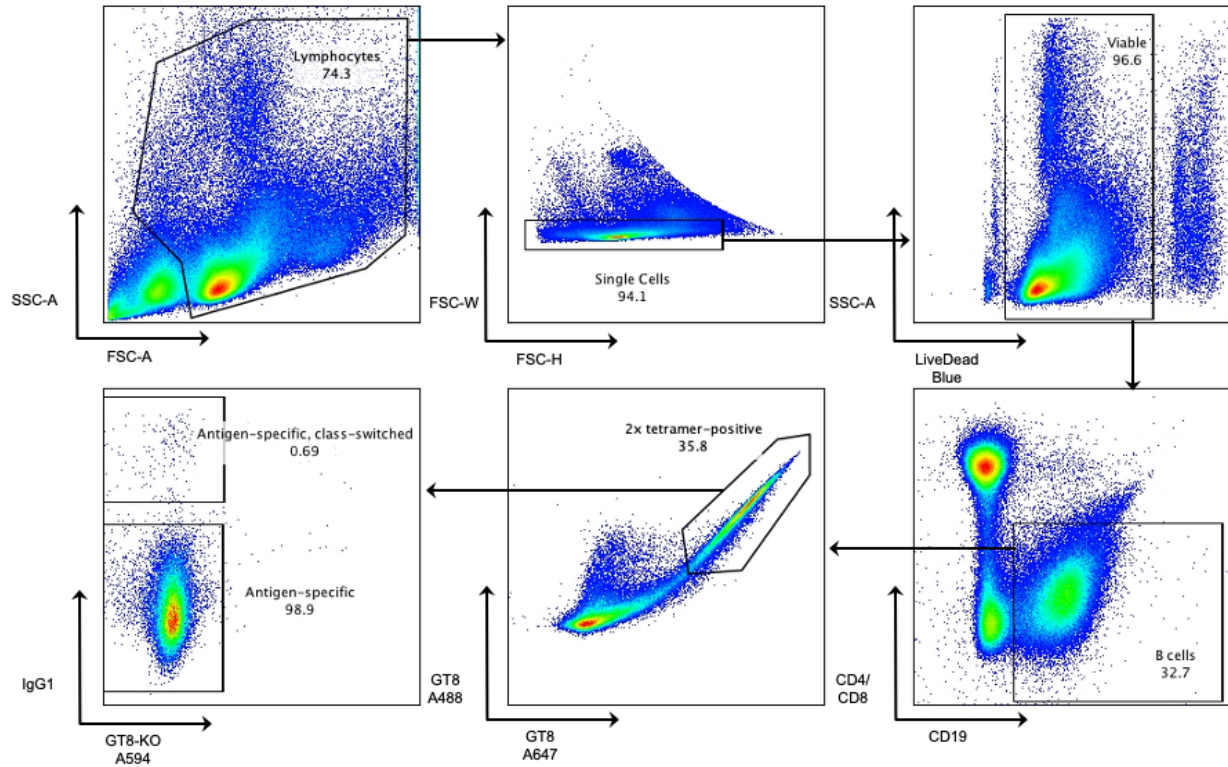 Lymphocytes
74.3
SSC-A
FSC-A
Single Cells
94.1
FSC-W
FSC-H
Viable
96.6
SSC-A
LiveDead
Blue
Antigen-specific, class-switched
0.69
Antigen-specific
98.9
IgG1
GT8-KO
A594
2x tetramer-positive
35.8
GT8
A488
GT8
A647
B cells
32.7
CD4/
CD8
CD19